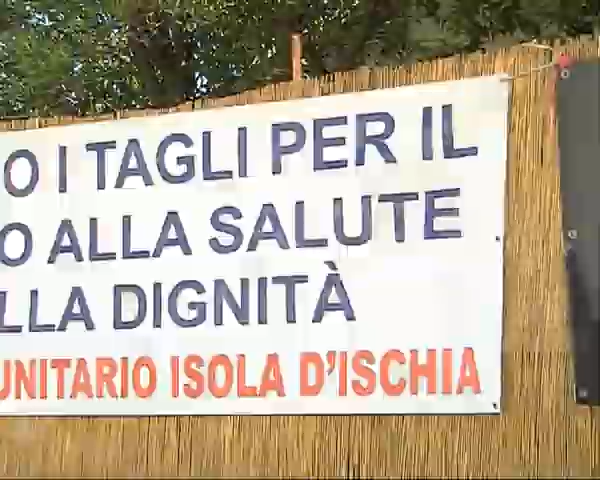 O I TAGLI PER IL
O ALLA SALUTE
LLA DIGNITÀ
UNITARIO ISOLA D'ISCHIA